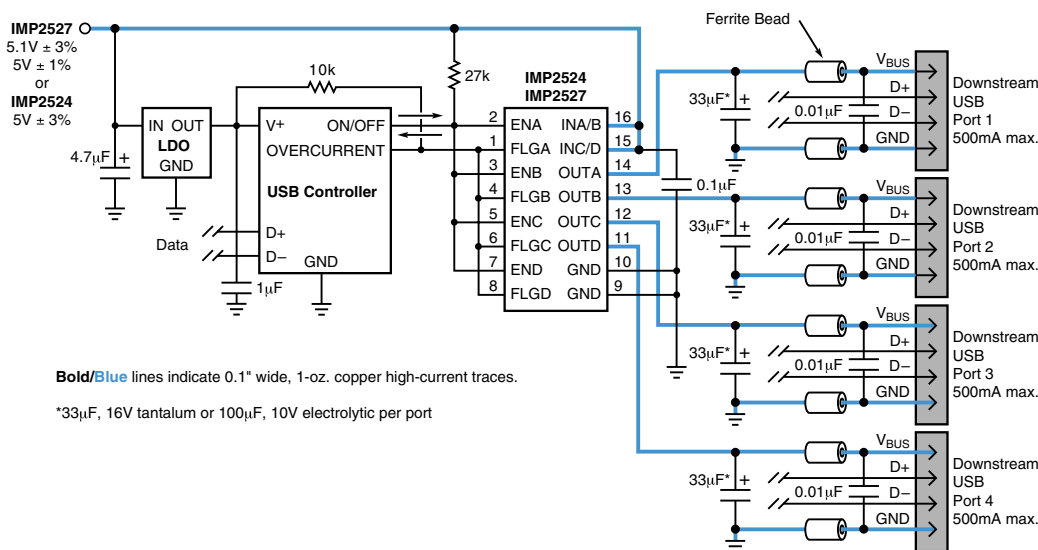 IMP2527
5.1V ± 3%
5V ± 1%
or
IMP2524
5V ± 3%
4.7μF
+
IN OUT
LDO
GND
10k
V+
ON/OFF
OVERCURRENT
USB Controller
D+
D–
GND
Data
1μF
27k
IMP2524
IMP2527
2 ENA INA/B 16
1 FLGA INC/D 15
3 ENB OUTA 14
4 FLGB OUTB 13
5 ENC OUTC 12
6 FLGC OUTD 11
7 END GND 10
8 FLGD GND 9
0.1μF
Ferrite Bead
33μF* +
0.01μF
VBUS
D+
D–
GND
Downstream
USB
Port 1
500mA max.
33μF* +
0.01μF
VBUS
D+
D–
GND
Downstream
USB
Port 2
500mA max.
33μF* +
0.01μF
VBUS
D+
D–
GND
Downstream
USB
Port 3
500mA max.
33μF* +
0.01μF
VBUS
D+
D–
GND
Downstream
USB
Port 4
500mA max.
Bold/Blue lines indicate 0.1" wide, 1-oz. copper high-current traces.
*33μF, 16V tantalum or 100μF, 10V electrolytic per port